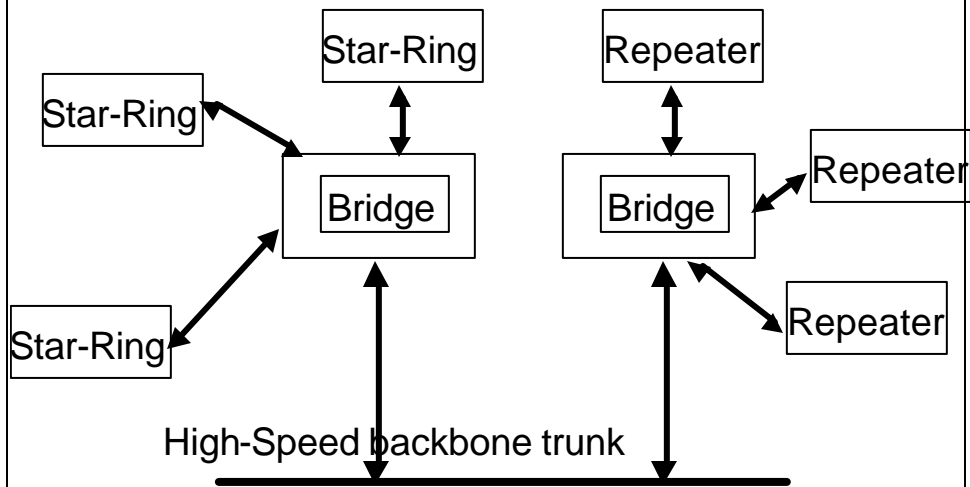 Star-Ring
Repeater
Star-Ring
Repeater
Bridge
Bridge
Star-Ring
Repeater
High-Speed backbone trunk